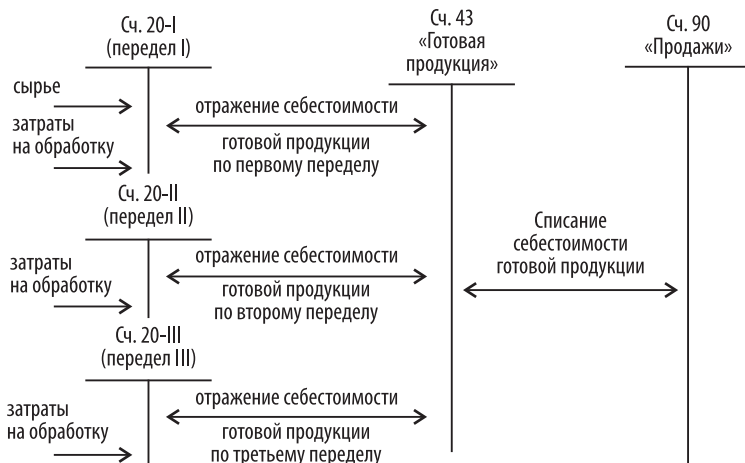 Сч. 20-I
(передел I)
Сч. 43
«Готовая
продукция»
Сч. 90
«Продажи»
сырье
затраты
на обработку
отражение себестоимости
готовой продукции
по первому переделу
Сч. 20-II
(передел II)
затраты
на обработку
отражение себестоимости
готовой продукции
по второму переделу
Списание
себестоимости
готовой продукции
Сч. 20-III
(передел III)
затраты
на обработку
отражение себестоимости
готовой продукции
по третьему переделу